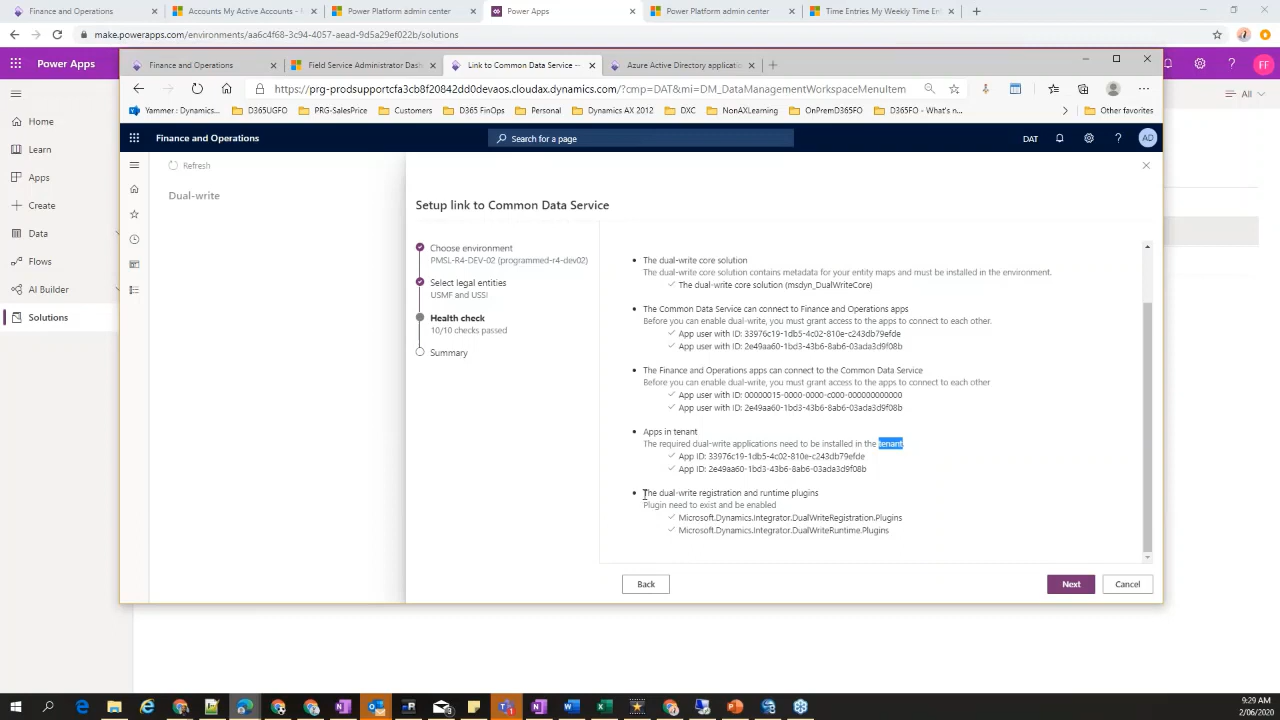 Finance and Operations
Accounts My Active Accounts -
Power Platform admin center
Power Apps
Power Platform admin center
Time Entries My Weekly Time Ent
make.powerapps.com/environments/aa6c4f68-3c94-4057-aead-9d5a29ef022b/solutions
Power Apps
FF
Home
Learn
Apps
Create
Data
Flows
AI Builder
Solutions
All
Finance and Operations
Field Service Administrator Dash
Link to Common Data Service --
Azure Active Directory applicatio
https://prg-prodsupportcfa3cb8f20842dd0devaos.cloudax.dynamics.com/?cmp=DAT&mi=DM_DataManagementWorkspaceMenuItem
Yammer : Dynamics...
D365UGFO
PRG-SalesPrice
Customers
D365 FinOps
Personal
Dynamics AX 2012
DXC
NonAXLearning
OnPremD365FO
D365FO - What's n...
Other favorites
Finance and Operations
Search for a page
DAT
?
AD
Refresh
Dual-write
Setup link to Common Data Service
Choose environment
PMSL-R4-DEV-02 (programmed-r4-dev02)
Select legal entities
USMF and USSI
Health check
10/10 checks passed
Summary
The dual-write core solution
The dual-write core solution contains metadata for your entity maps and must be installed in the environment.
The dual-write core solution (msdyn_DualWriteCore)
The Common Data Service can connect to Finance and Operations apps
Before you can enable dual-write, you must grant access to the apps to connect to each other.
App user with ID: 33976c19-1db5-4c02-810e-c243db79efde
App user with ID: 2e49aa60-1bd3-43b6-8ab6-03ada3d9f08b
The Finance and Operations apps can connect to the Common Data Service
Before you can enable dual-write, you must grant access to the apps to connect to each other
App user with ID: 00000015-0000-0000-c000-000000000000
App user with ID: 2e49aa60-1bd3-43b6-8ab6-03ada3d9f08b
Apps in tenant
The required dual-write applications need to be installed in the tenant
App ID: 33976c19-1db5-4c02-810e-c243db79efde
App ID: 2e49aa60-1bd3-43b6-8ab6-03ada3d9f08b
The dual-write registration and runtime plugins
Plugin need to exist and be enabled
Microsoft.Dynamics.Integrator.DualWriteRegistration.Plugins
Microsoft.Dynamics.Integrator.DualWriteRuntime.Plugins
Back
Next
Cancel
9:29 AM
2/06/2020